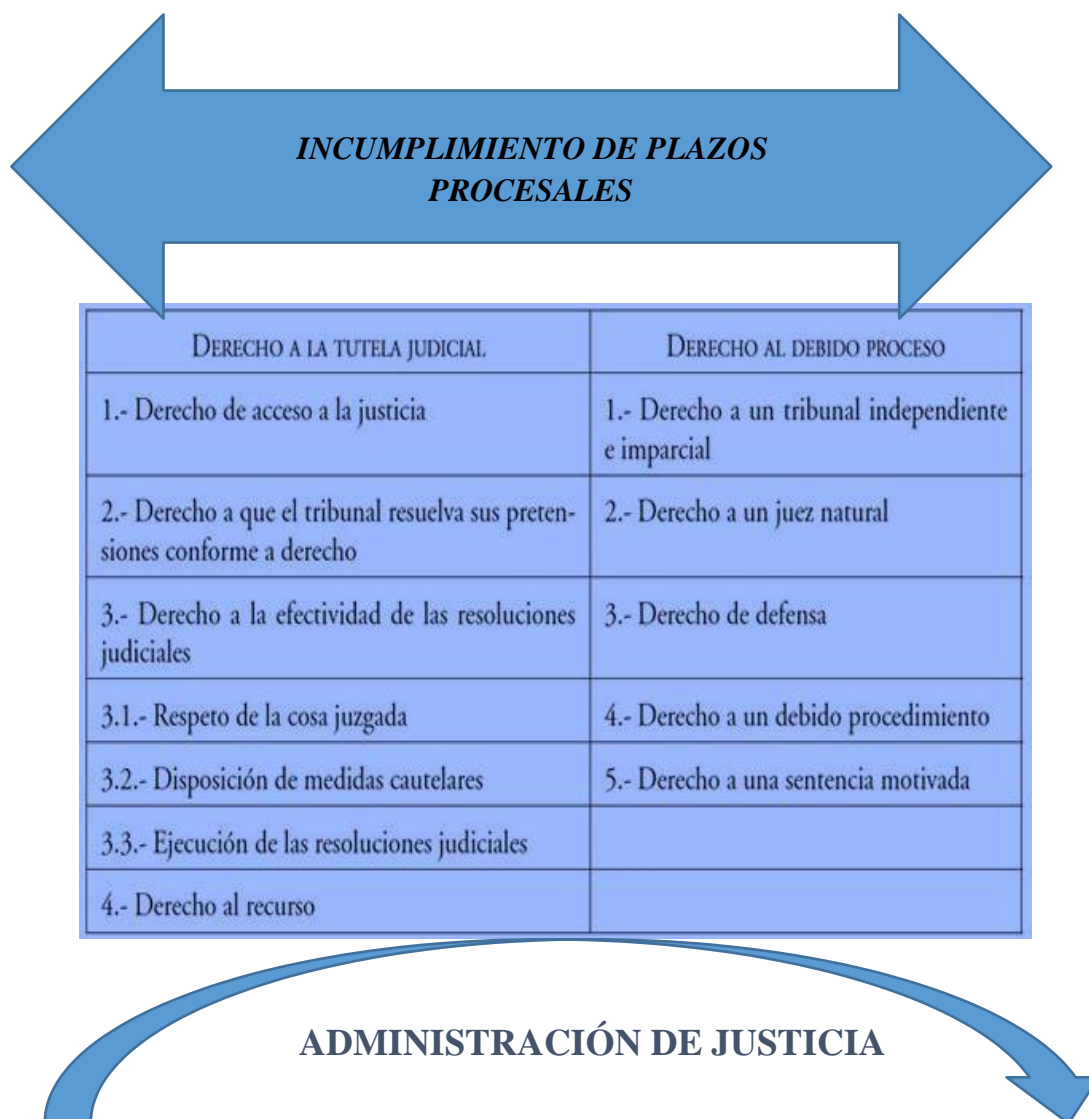 INCUMPLIMIENTO DE PLAZOS
PROCESALES
DERECHO A LA TUTELA JUDICIAL
DERECHO AL DEBIDO PROCESO
1.- Derecho de acceso a la justicia
1.- Derecho a un tribunal independiente
e imparcial
2.- Derecho a que el tribunal resuelva sus preten-
siones conforme a derecho
2.- Derecho a un juez natural
3.- Derecho a la efectividad de las resoluciones
judiciales
3.- Derecho de defensa
3.1.- Respeto de la cosa juzgada
4.- Derecho a un debido procedimiento
3.2.- Disposición de medidas cautelares
5.- Derecho a una sentencia motivada
3.3.- Ejecución de las resoluciones judiciales
4.- Derecho al recurso
ADMINISTRACIÓN DE JUSTICIA